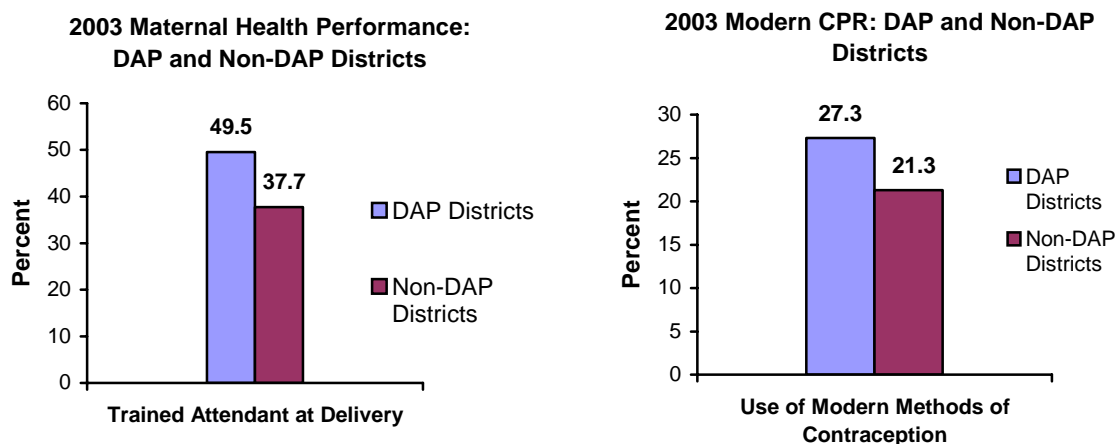 2003 Maternal Health Performance:
DAP and Non-DAP Districts
60
50
40
30
20
10
0
Percent
49.5
37.7
DAP Districts
Non-DAP
Districts
Trained Attendant at Delivery
2003 Modern CPR: DAP and Non-DAP
Districts
30
25
20
15
10
5
0
Percent
27.3
21.3
DAP
Districts
Non-DAP
Districts
Use of Modern Methods of
Contraception